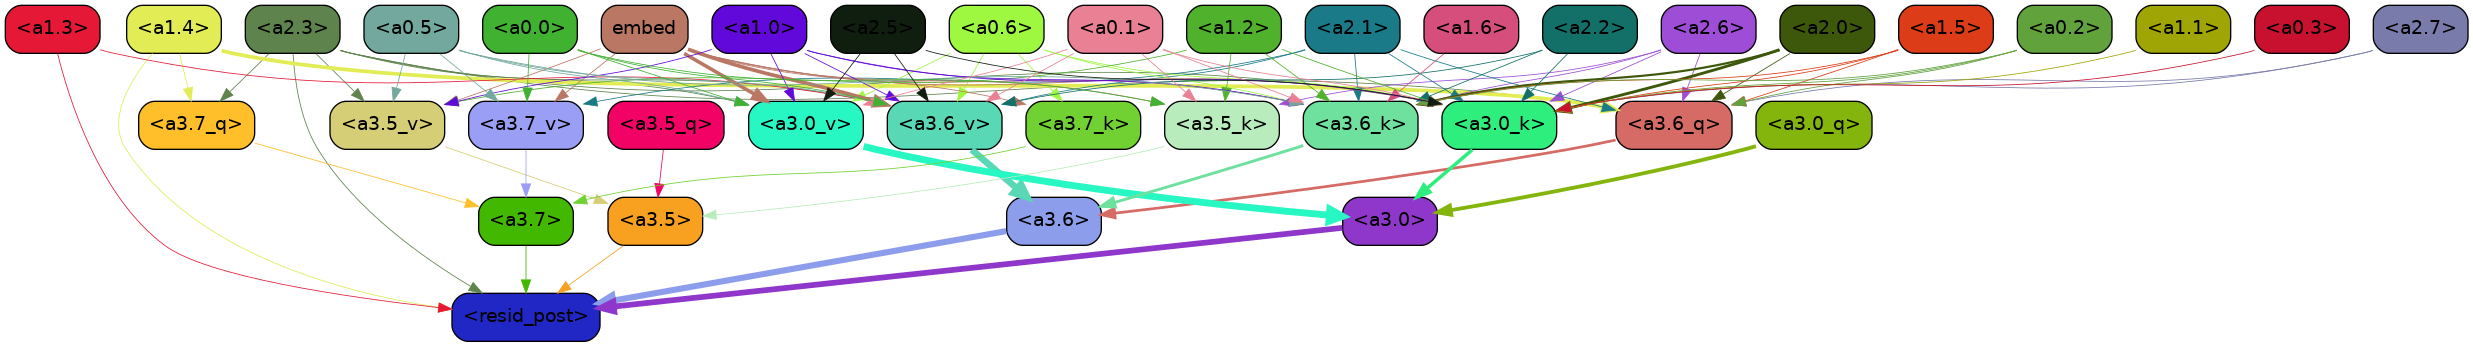 <a1.3> <a1.4> <a2.3> <a0.5> <a0.0> embed <a1.0> <a2.5> <a0.6> <a0.1> <a1.2> <a2.1> <a1.6> <a2.2> <a2.6> <a2.0> <a1.5> <a0.2> <a1.1> <a0.3> <a2.7>
<a3.7_q> <a3.5_v> <a3.7_v> <a3.5_q> <a3.0_v> <a3.6_v> <a3.7_k> <a3.5_k> <a3.6_k> <a3.0_k> <a3.6_q> <a3.0_q>
<a3.7> <a3.5> <a3.6> <a3.0>
<resid_post>